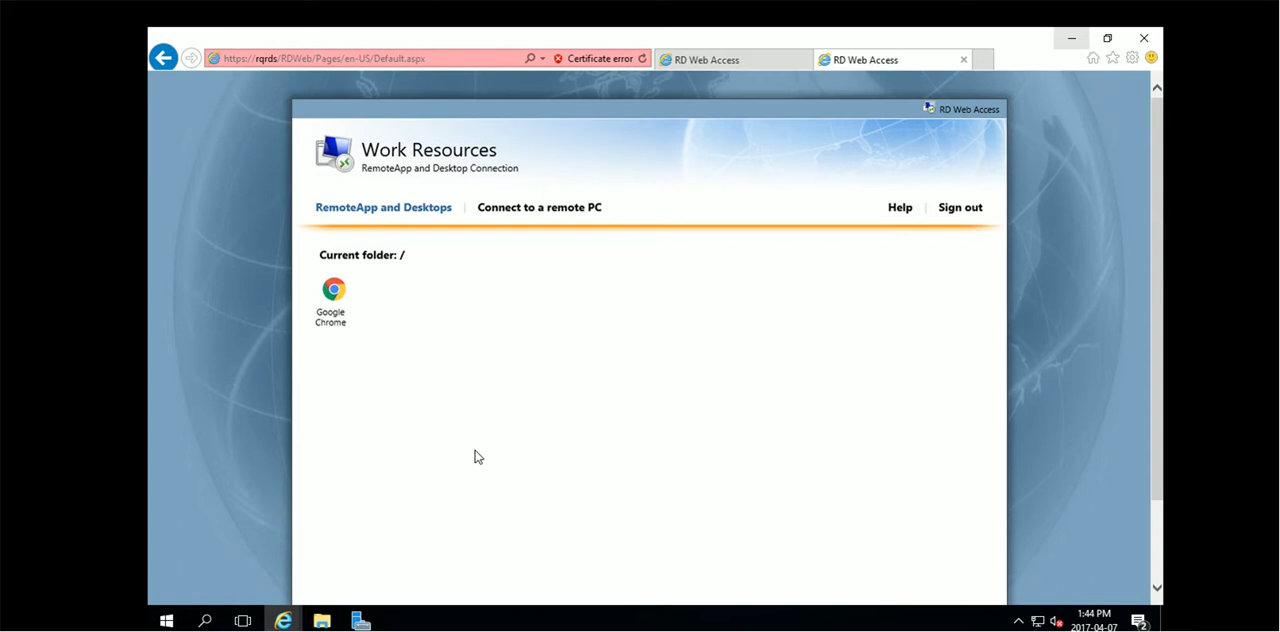 https://rqrds/RDWeb/Pages/en-US/Default.aspx
Certificate error
RD Web Access
RD Web Access
RD Web Access
Work Resources
RemoteApp and Desktop Connection
RemoteApp and Desktops
Connect to a remote PC
Help
Sign out
Current folder: /
Google
Chrome
1:44 PM
2017-04-07
2